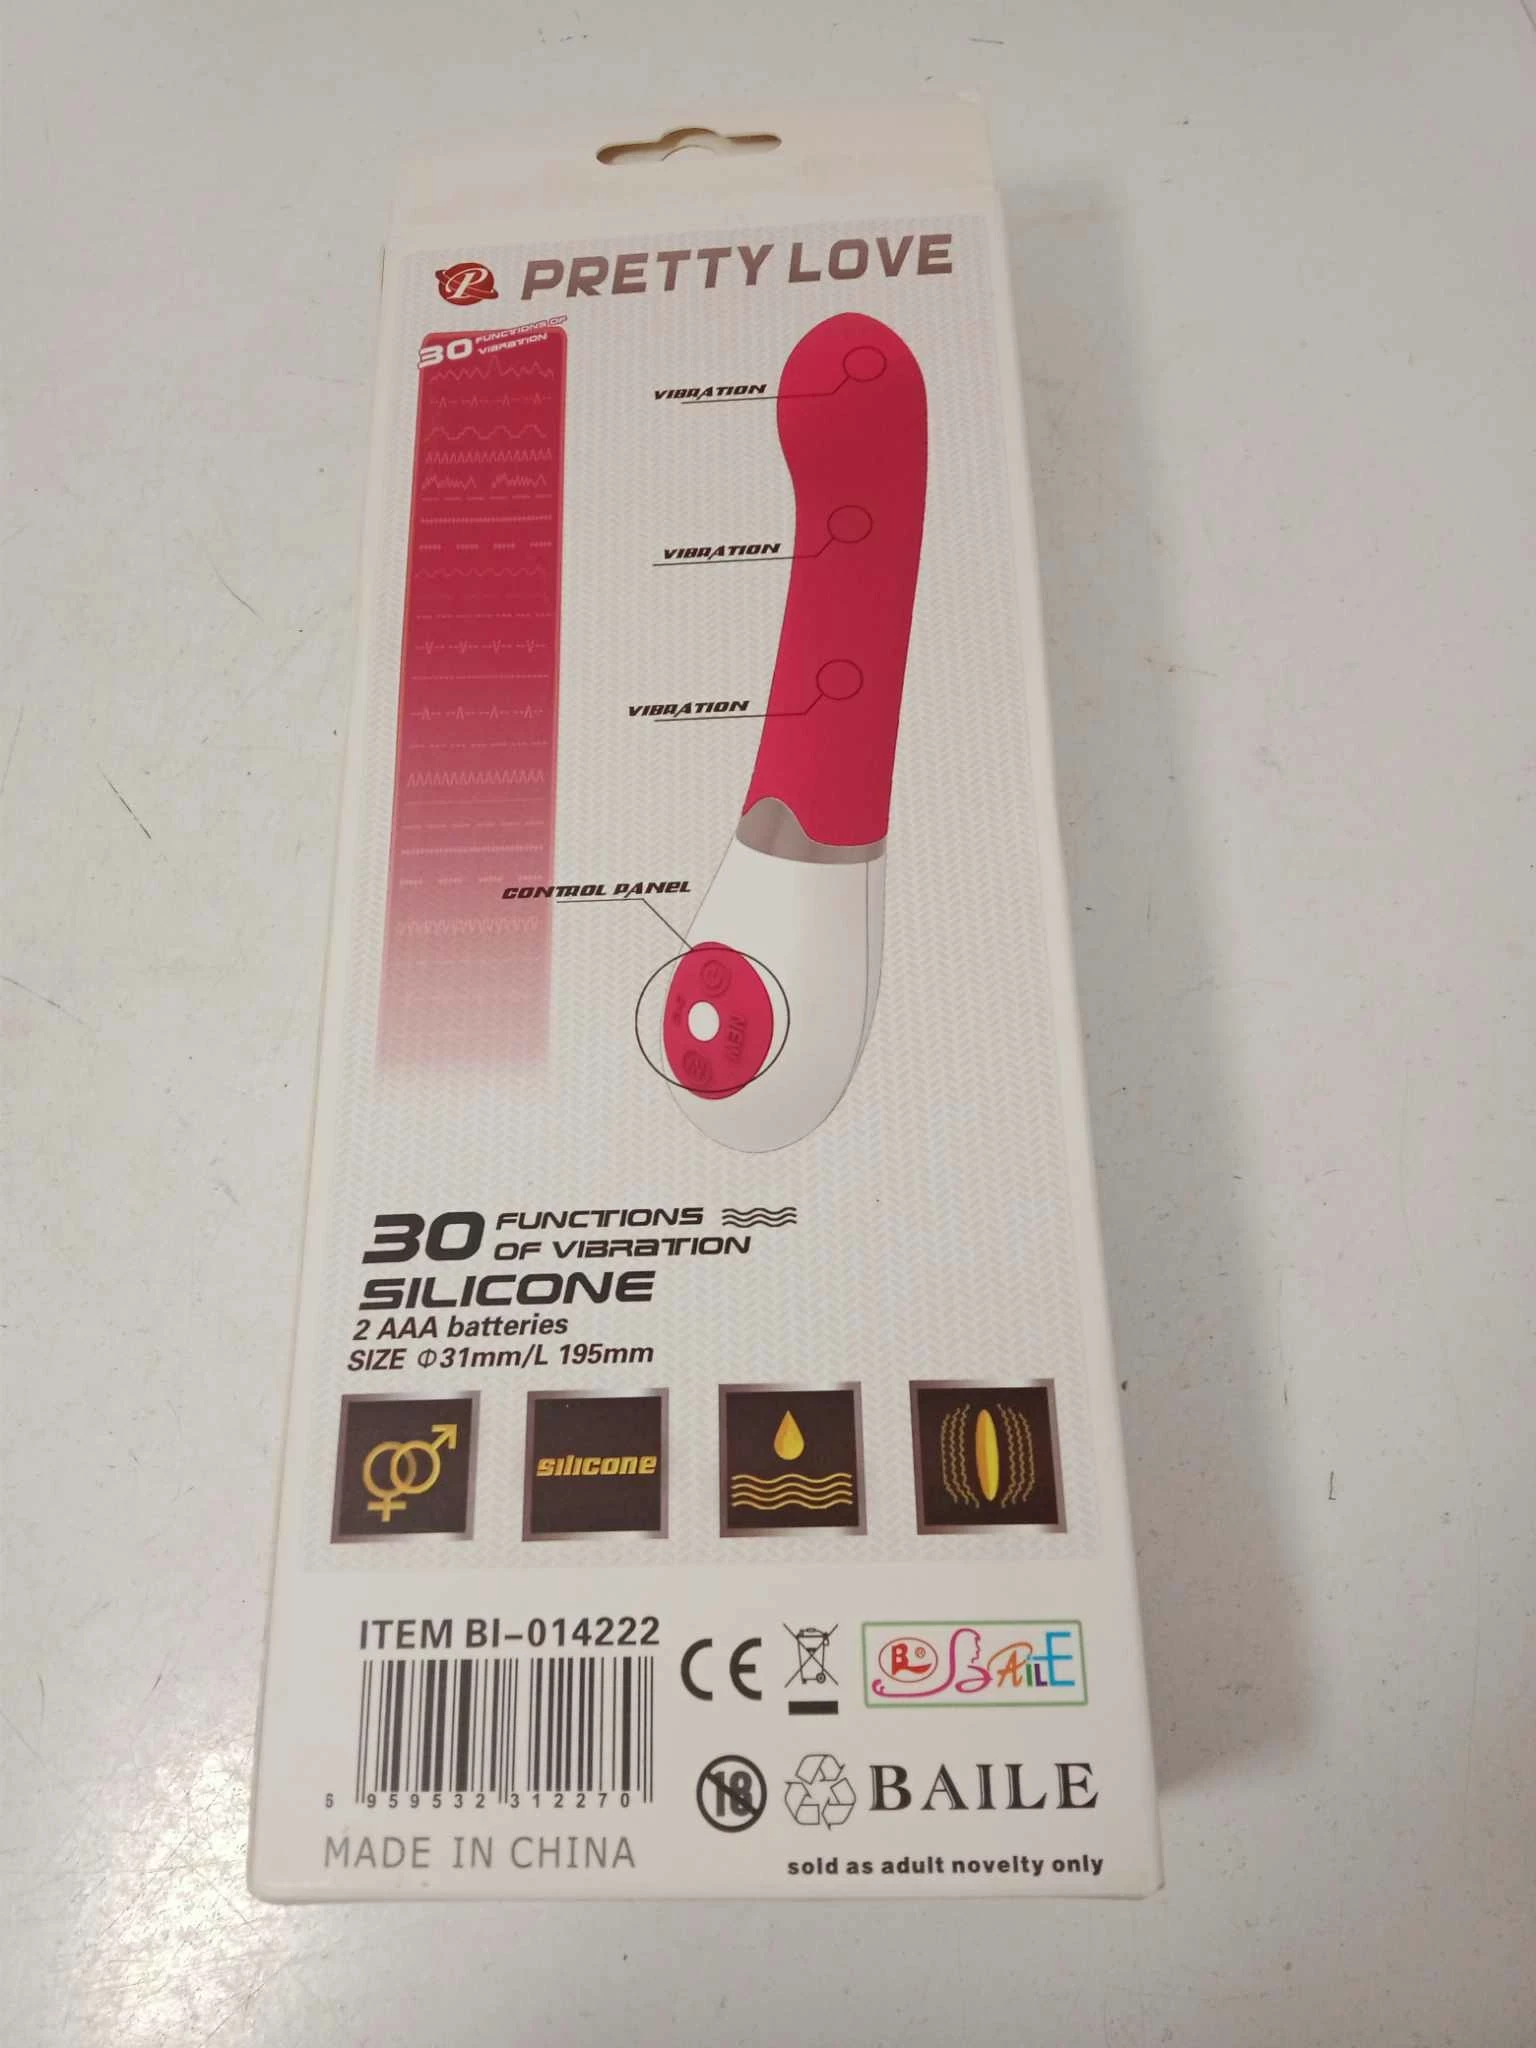 PRETTY LOVE
30 FUNCTIONS OF
VIBRATION
VIBRATION
VIBRATION
VIBRATION
CONTROL PANEL
NEW
30 FUNCTIONS
OF VIBRATION
SILICONE
2 AAA batteries
SIZE Φ31mm/L 195mm
silicone
ITEM BI-014222
6 959532 312270
MADE IN CHINA
CE
BAILE
18
BAILE
sold as adult novelty only